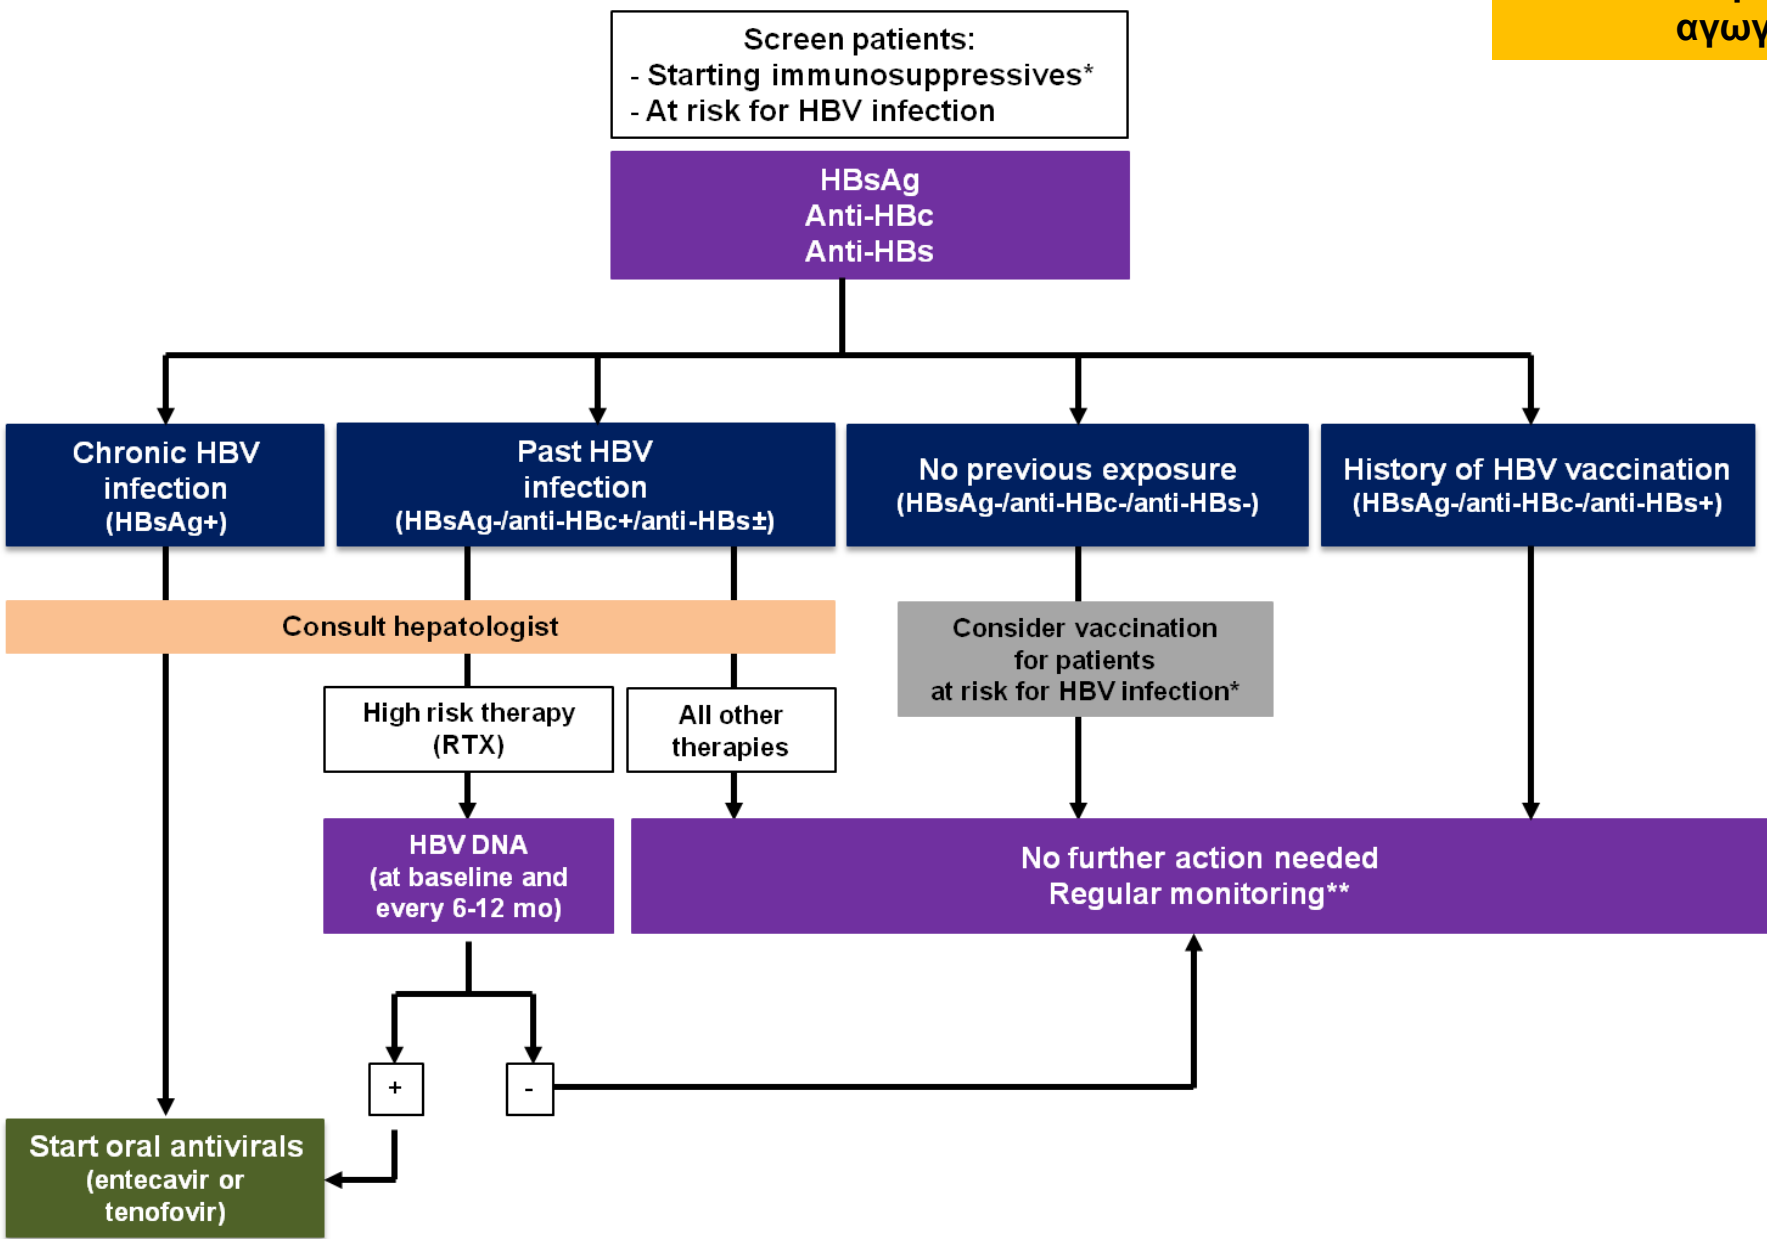 αγωγ
Screen patients:
- Starting immunosuppressives*
- At risk for HBV infection
HBsAg
Anti-HBc
Anti-HBs
Chronic HBV
infection
(HBsAg+)
Past HBV
infection
(HBsAg-/anti-HBc+/anti-HBs±)
No previous exposure
(HBsAg-/anti-HBc-/anti-HBs-)
History of HBV vaccination
(HBsAg-/anti-HBc-/anti-HBs+)
Consult hepatologist
Consider vaccination
for patients
at risk for HBV infection*
High risk therapy
(RTX)
All other
therapies
HBV DNA
(at baseline and
every 6-12 mo)
No further action needed
Regular monitoring**
+
-
Start oral antivirals
(entecavir or
tenofovir)